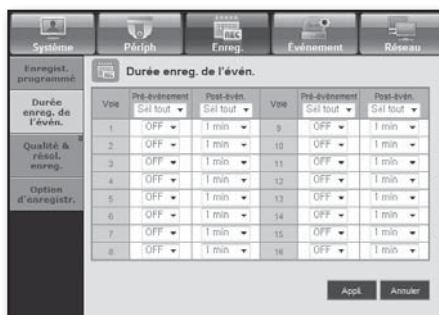 Système Périph Enreg. Événement Réseau
Enregist. programmé
Durée enreg. de l'évén.
Qualité & résol. enreg.
Option d'enregistr.
Durée enreg. de l'évén.
Voie Pré-évènement Post-évén. Voie Pré-évènement Post-évén.
Sél tout Sél tout Sél tout Sél tout
1 OFF 1 min 9 OFF 1 min
2 OFF 1 min 10 OFF 1 min
3 OFF 1 min 11 OFF 1 min
4 OFF 1 min 12 OFF 1 min
5 OFF 1 min 13 OFF 1 min
6 OFF 1 min 14 OFF 1 min
7 OFF 1 min 15 OFF 1 min
8 OFF 1 min 16 OFF 1 min
Appl. Annuler